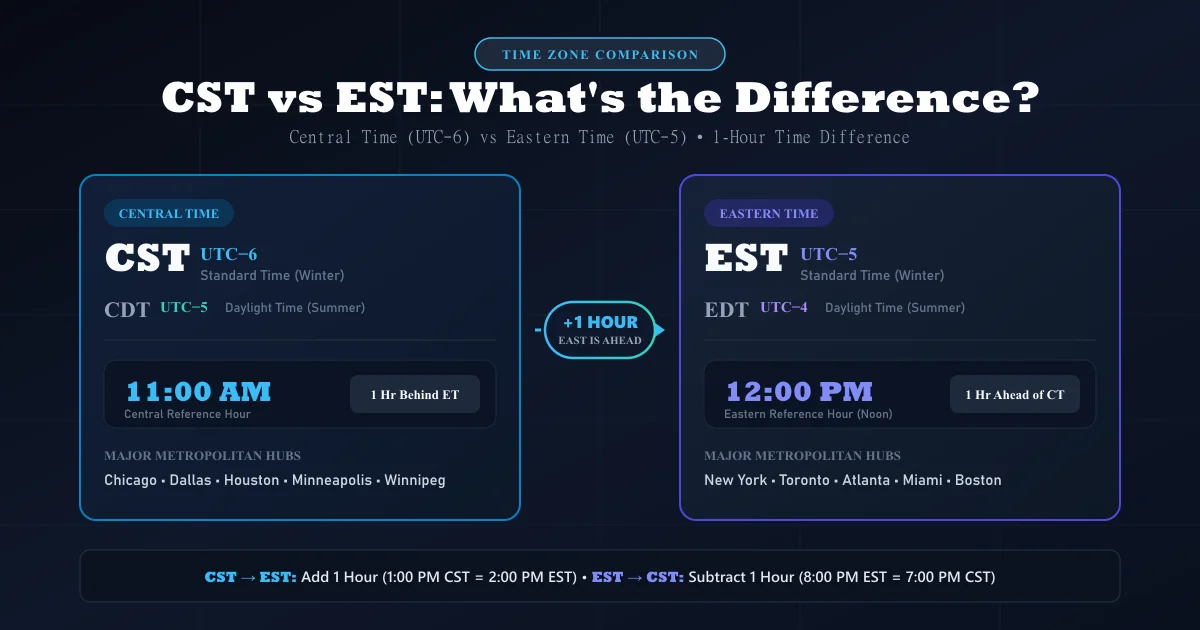 TIME ZONE COMPARISON
CST vs EST: What's the Difference?
Central Time (UTC-6) vs Eastern Time (UTC-5) • 1-Hour Time Difference
CENTRAL TIME
CST UTC−6
Standard Time (Winter)
CDT UTC−5 Daylight Time (Summer)
11:00 AM
Central Reference Hour
1 Hr Behind ET
MAJOR METROPOLITAN HUBS
Chicago • Dallas • Houston • Minneapolis • Winnipeg
+1 HOUR
EAST IS AHEAD
EASTERN TIME
EST UTC−5
Standard Time (Winter)
EDT UTC−4 Daylight Time (Summer)
12:00 PM
Eastern Reference Hour (Noon)
1 Hr Ahead of CT
MAJOR METROPOLITAN HUBS
New York • Toronto • Atlanta • Miami • Boston
CST → EST: Add 1 Hour (1:00 PM CST = 2:00 PM EST) • EST → CST: Subtract 1 Hour (8:00 PM EST = 7:00 PM CST)